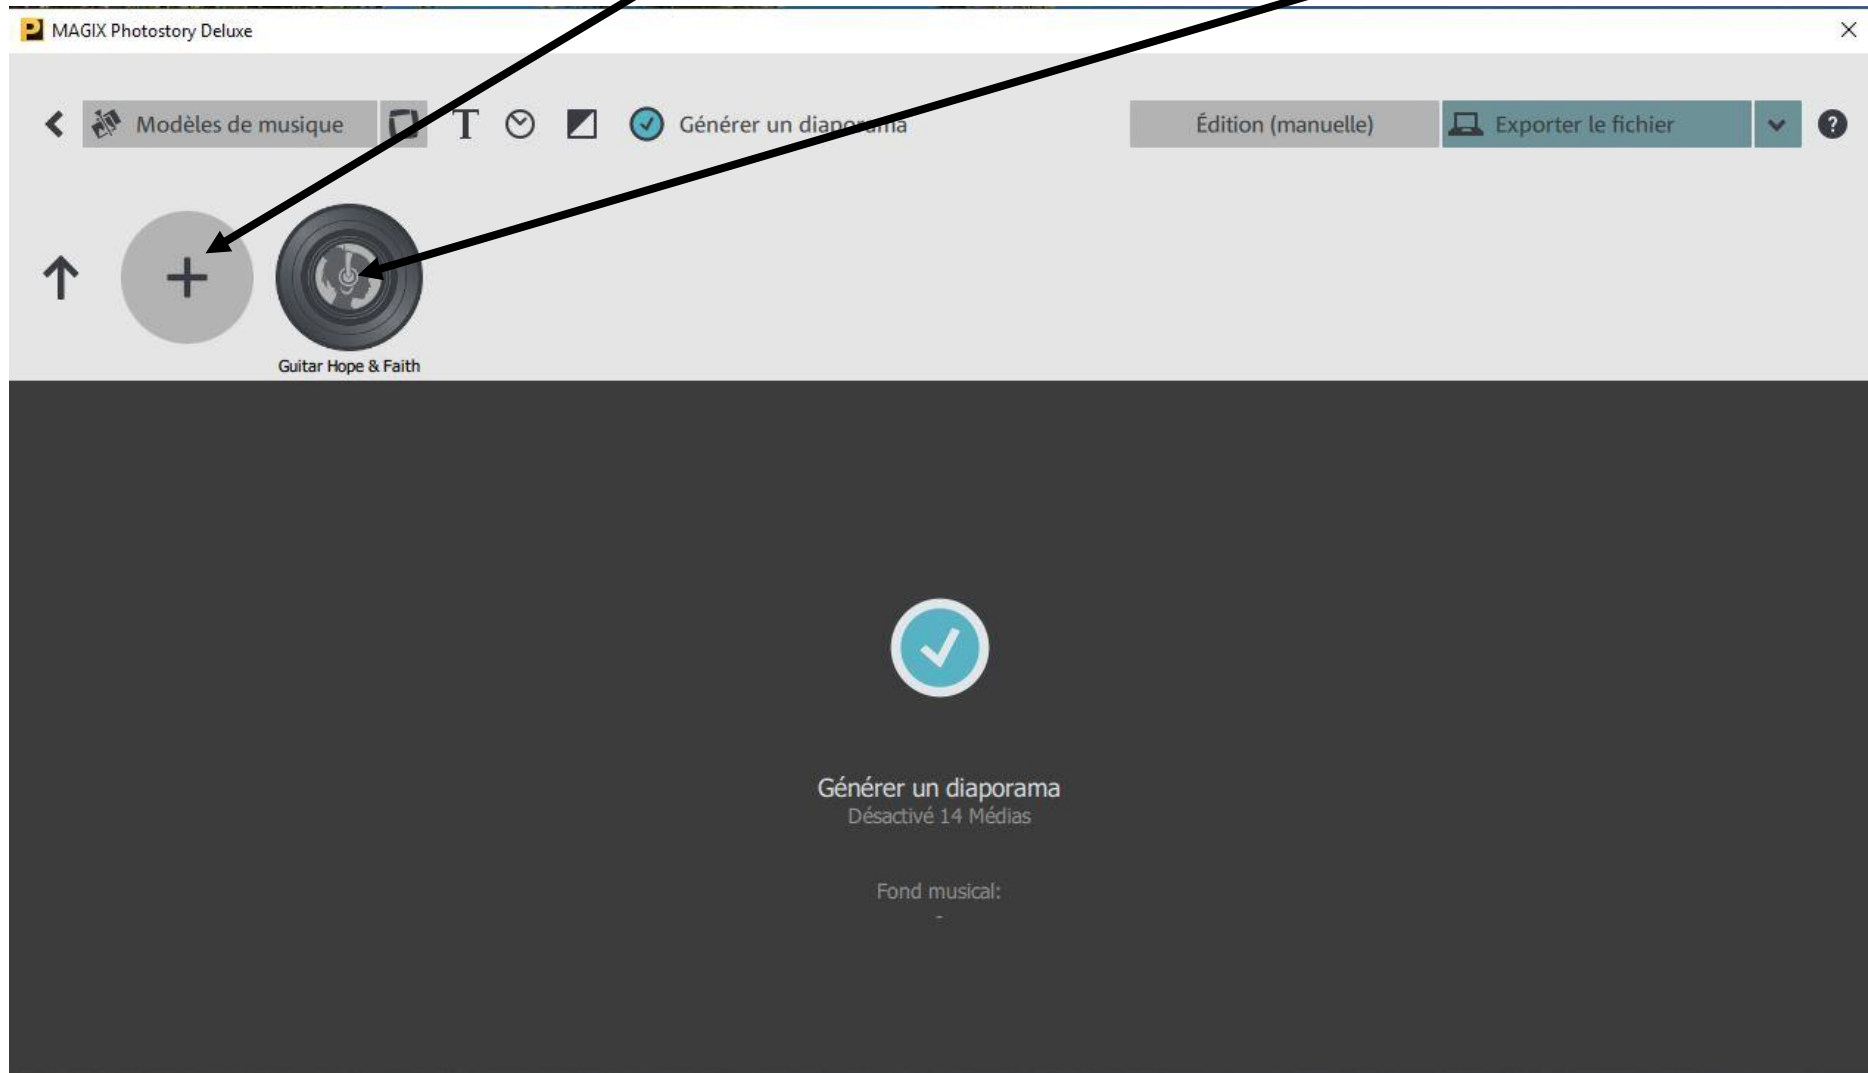 MAGIX Photostory Deluxe
Modèles de musique
T
Générer un diaporama
Édition (manuelle)
Exporter le fichier
?
Guitar Hope & Faith
Générer un diaporama
Désactivé 14 Médias
Fond musical:
-